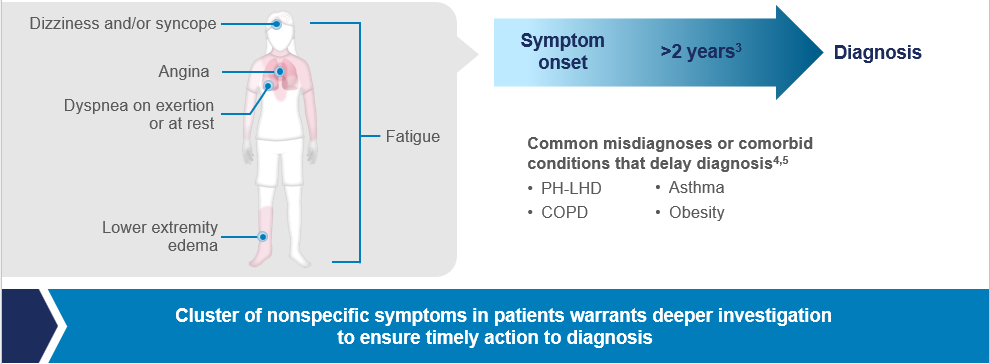 Dizziness and/or syncope
Angina
Dyspnea on exertion
or at rest
Lower extremity
edema
Fatigue
Symptom
onset
>2 years3
Diagnosis
Common misdiagnoses or comorbid
conditions that delay diagnosis4,5
• PH-LHD
• COPD
• Asthma
• Obesity
Cluster of nonspecific symptoms in patients warrants deeper investigation
to ensure timely action to diagnosis